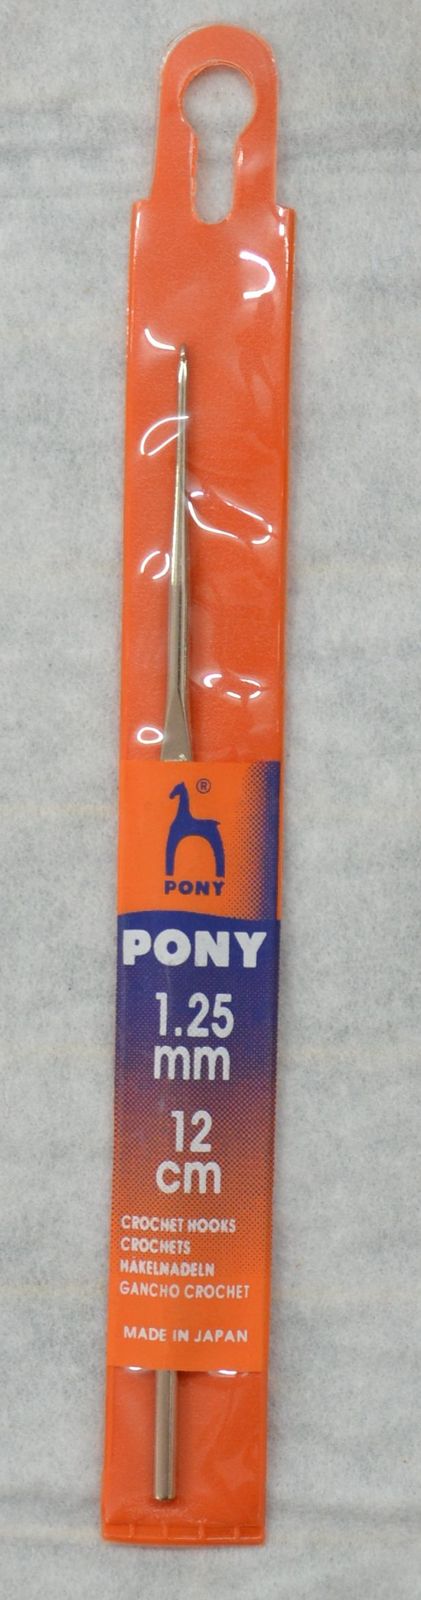 ®
PONY
PONY
1.25
mm
12
cm
CROCHET HOOKS
CROCHETS
HÄKELNADELN
GANCHO CROCHET
MADE IN JAPAN